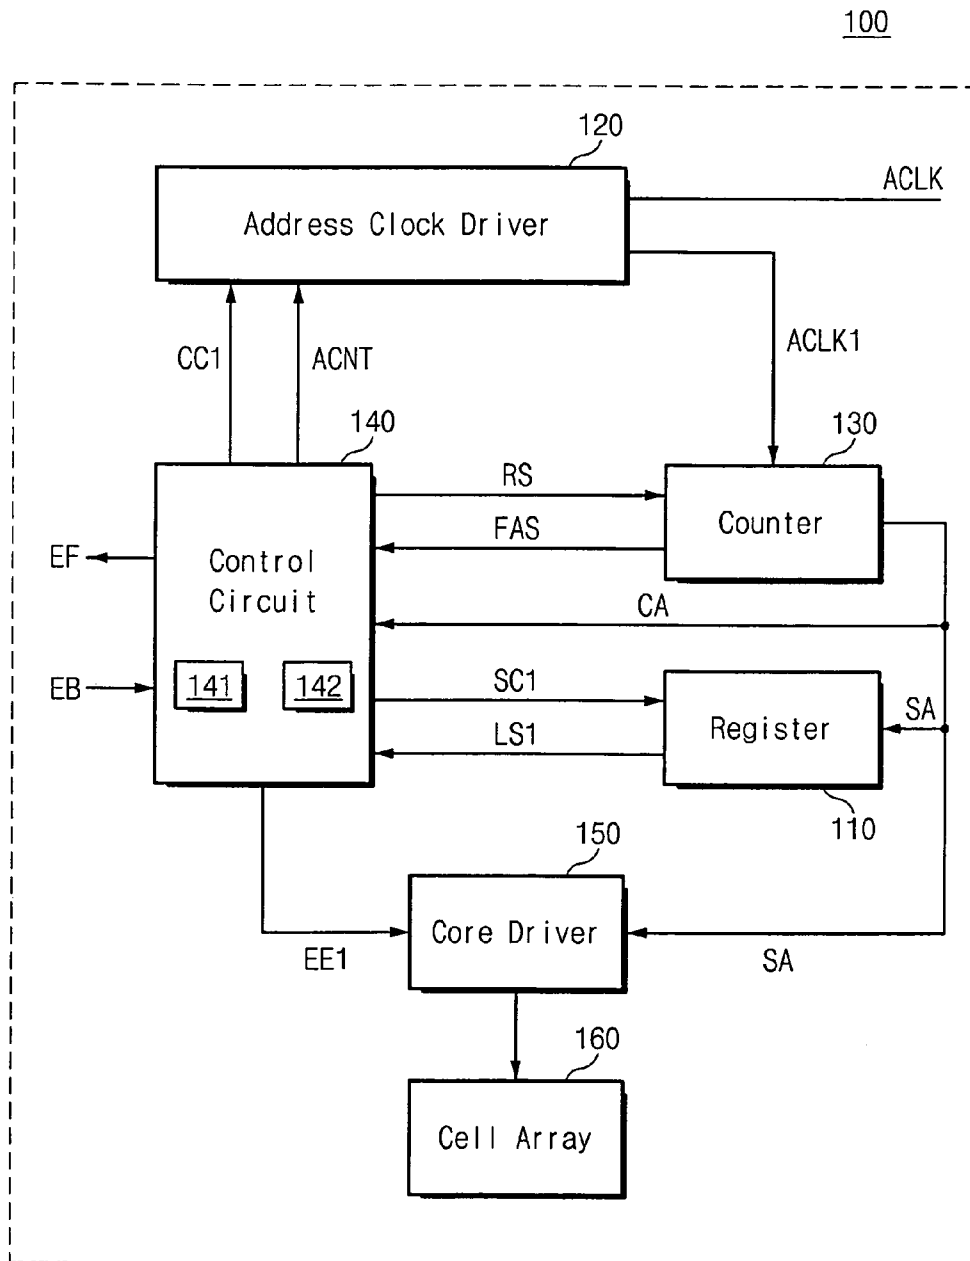 100
120
ACLK
Address Clock Driver
ACLK1
CC1
ACNT
140
130
RS
Counter
FAS
EF
Control
Circuit
CA
EB
141
142
SC1
Register
SA
LS1
110
150
Core Driver
EE1
SA
160
Cell Array